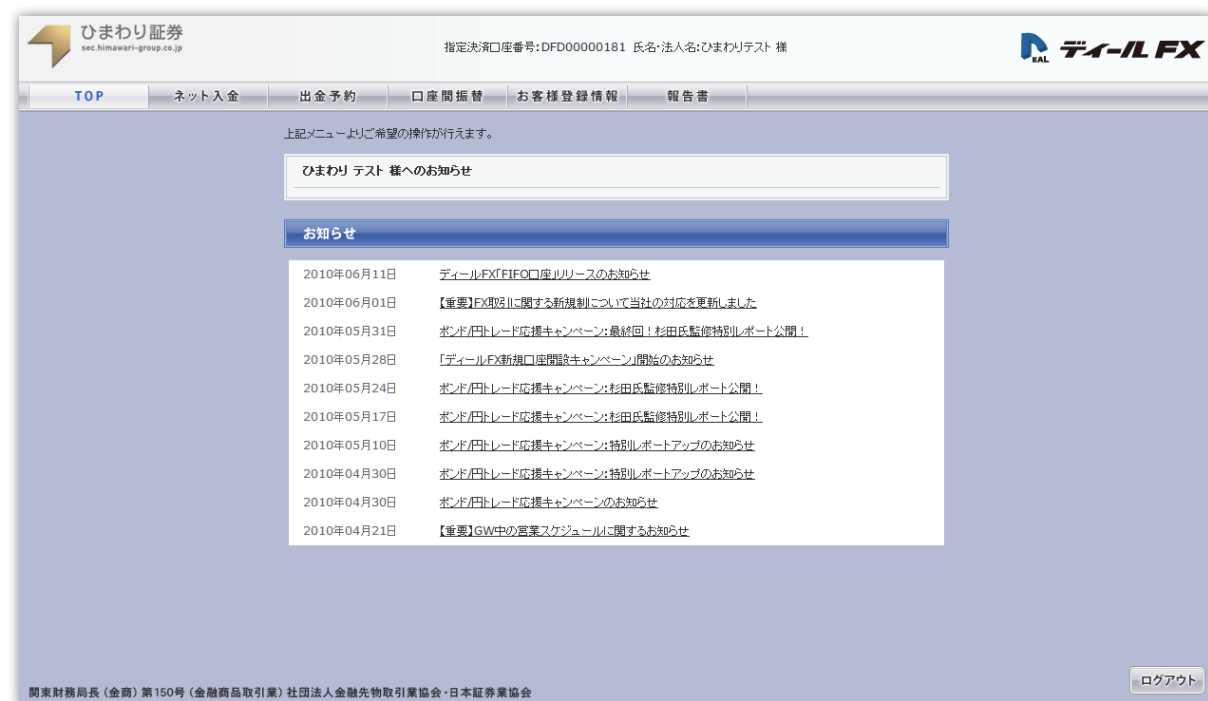 ひまわり証券
sec.himawari-group.co.jp
指定決済口座番号:DFD00000181 氏名・法人名:ひまわりテスト 様
DEAL ディールFX
TOP ネット入金 出金予約 口座間振替 お客様登録情報 報告書
上記メニューよりご希望の操作が行えます。
ひまわり テスト 様へのお知らせ
お知らせ
2010年06月11日 ディールFX「FIFO口座」リリースのお知らせ
2010年06月01日 【重要】FX取引に関する新規制について当社の対応を更新しました
2010年05月31日 ポンド/円トレード応援キャンペーン:最終回！杉田氏監修特別レポート公開！
2010年05月28日 「ディールFX新規口座開設キャンペーン」開始のお知らせ
2010年05月24日 ポンド/円トレード応援キャンペーン:杉田氏監修特別レポート公開！
2010年05月17日 ポンド/円トレード応援キャンペーン:杉田氏監修特別レポート公開！
2010年05月10日 ポンド/円トレード応援キャンペーン:特別レポートアップのお知らせ
2010年04月30日 ポンド/円トレード応援キャンペーン:特別レポートアップのお知らせ
2010年04月30日 ポンド/円トレード応援キャンペーンのお知らせ
2010年04月21日 【重要】GW中の営業スケジュールに関するお知らせ
ログアウト
関東財務局長（金商）第150号（金融商品取引業）社団法人金融先物取引業協会・日本証券業協会